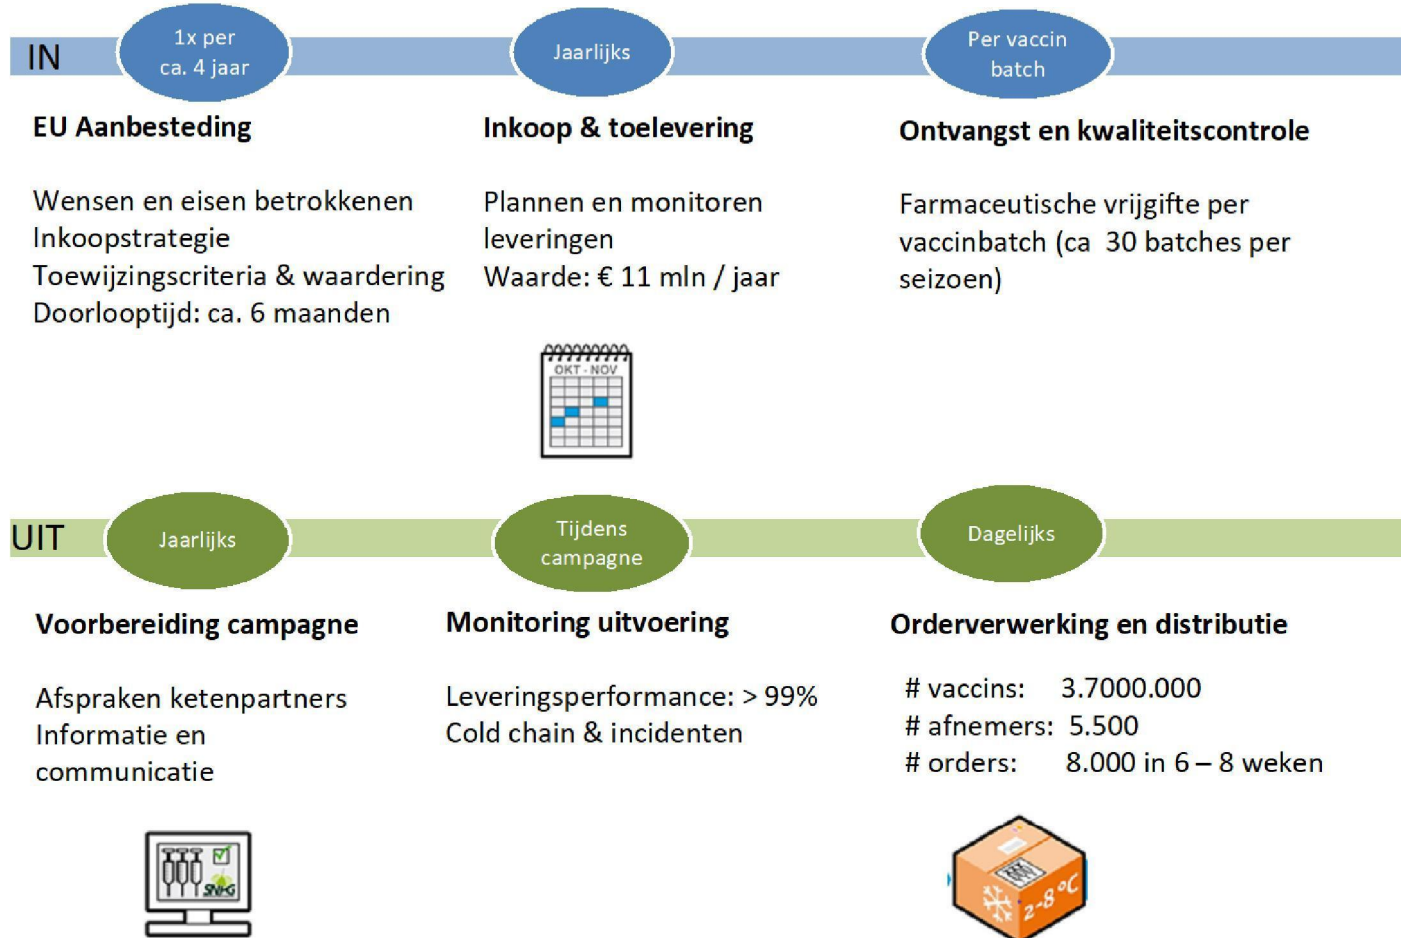 IN
1x per
ca. 4 jaar
Jaarlijks
Per vaccin
batch
EU Aanbesteding
Wensen en eisen betrokkenen
Inkoopstrategie
Toewijzingscriteria & waardering
Doorlooptijd: ca. 6 maanden
Inkoop & toelevering
Plannen en monitoren
leveringen
Waarde: € 11 mln / jaar
OKT - NOV
Ontvangst en kwaliteitscontrole
Farmaceutische vrijgifte per
vaccinbatch (ca 30 batches per
seizoen)
UIT
Jaarlijks
Tijdens
campagne
Dagelijks
Voorbereiding campagne
Afspraken ketenpartners
Informatie en
communicatie
SNPG
Monitoring uitvoering
Leveringsperformance: > 99%
Cold chain & incidenten
Orderverwerking en distributie
# vaccins: 3.7000.000
# afnemers: 5.500
# orders: 8.000 in 6 – 8 weken
2-8 °C